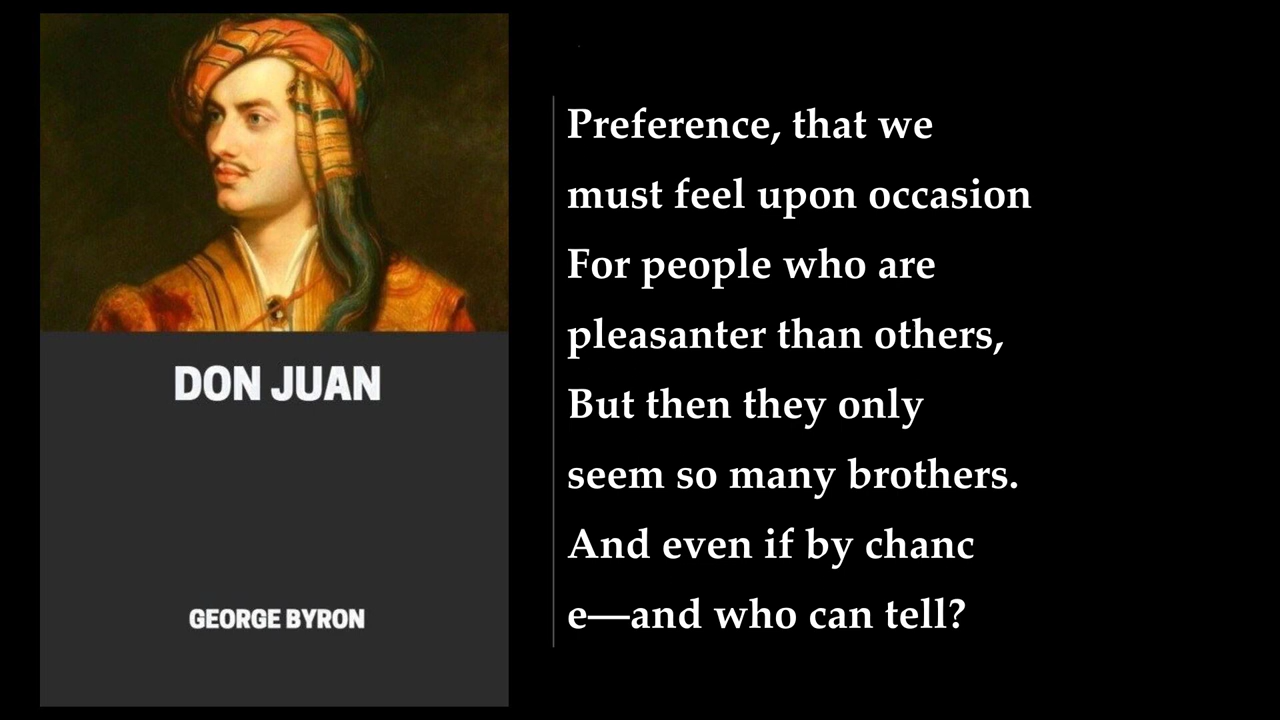 DON JUAN
GEORGE BYRON
Preference, that we
must feel upon occasion
For people who are
pleasanter than others,
But then they only
seem so many brothers.
And even if by chanc
e—and who can tell?